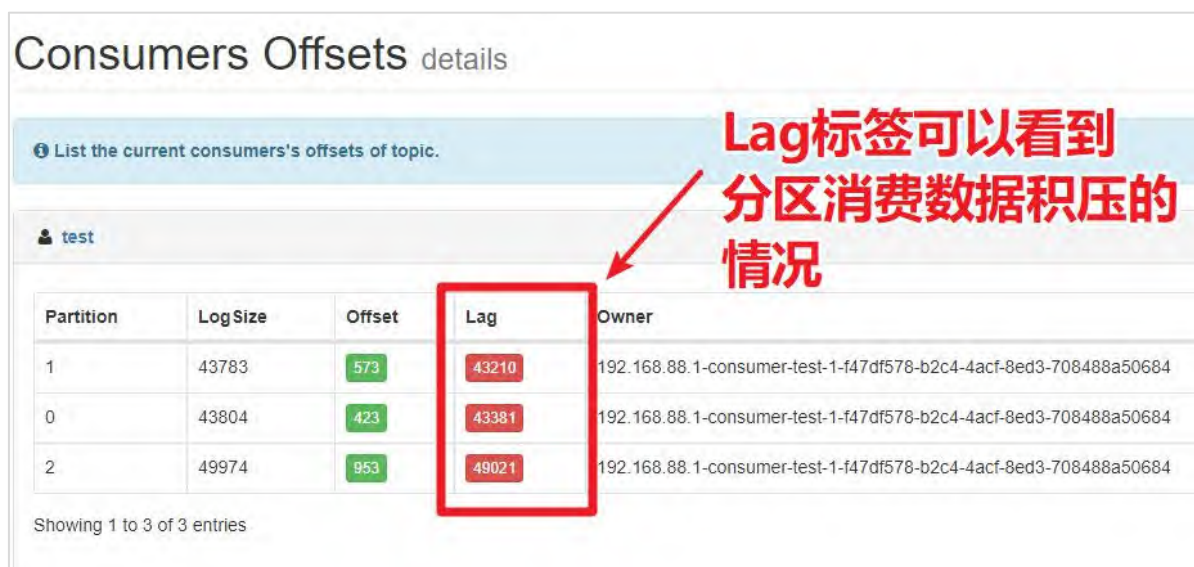 Consumers Offsets details
List the current consumers's offsets of topic.
Lag标签可以看到
分区消费数据积压的
情况
test
Partition LogSize Offset Lag Owner
1 43783 573 43210 192.168.88.1-consumer-test-1-f47df578-b2c4-4acf-8ed3-708488a50684
0 43804 423 43381 192.168.88.1-consumer-test-1-f47df578-b2c4-4acf-8ed3-708488a50684
2 49974 953 49021 192.168.88.1-consumer-test-1-f47df578-b2c4-4acf-8ed3-708488a50684
Showing 1 to 3 of 3 entries